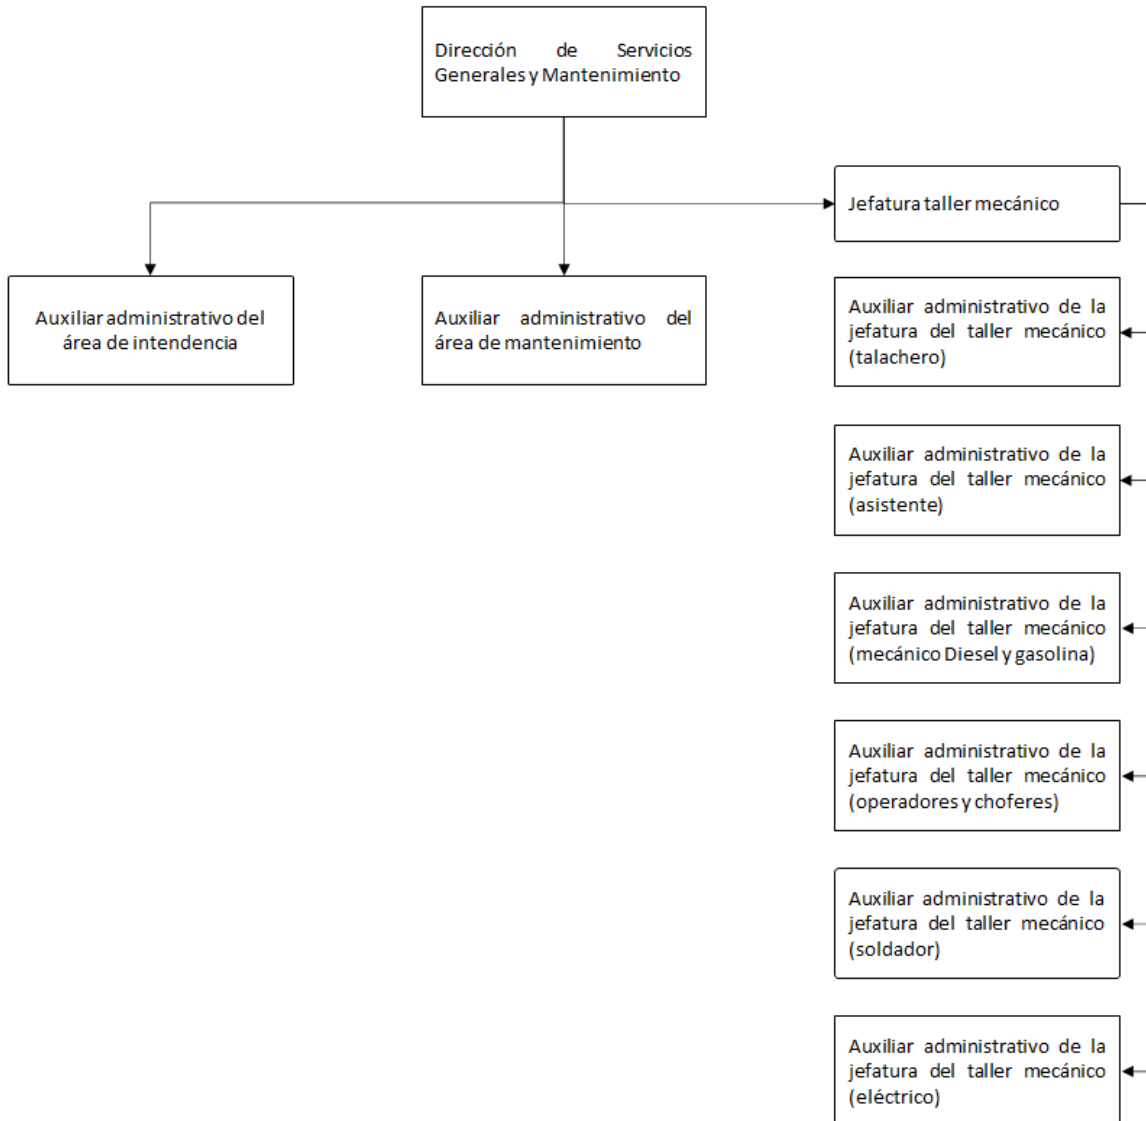 Dirección de Servicios
Generales y Mantenimiento
Jefatura taller mecánico
Auxiliar administrativo del
área de intendencia
Auxiliar administrativo del
área de mantenimiento
Auxiliar administrativo de la
jefatura del taller mecánico
(talachero)
Auxiliar administrativo de la
jefatura del taller mecánico
(asistente)
Auxiliar administrativo de la
jefatura del taller mecánico
(mecánico Diesel y gasolina)
Auxiliar administrativo de la
jefatura del taller mecánico
(operadores y choferes)
Auxiliar administrativo de la
jefatura del taller mecánico
(soldador)
Auxiliar administrativo de la
jefatura del taller mecánico
(eléctrico)